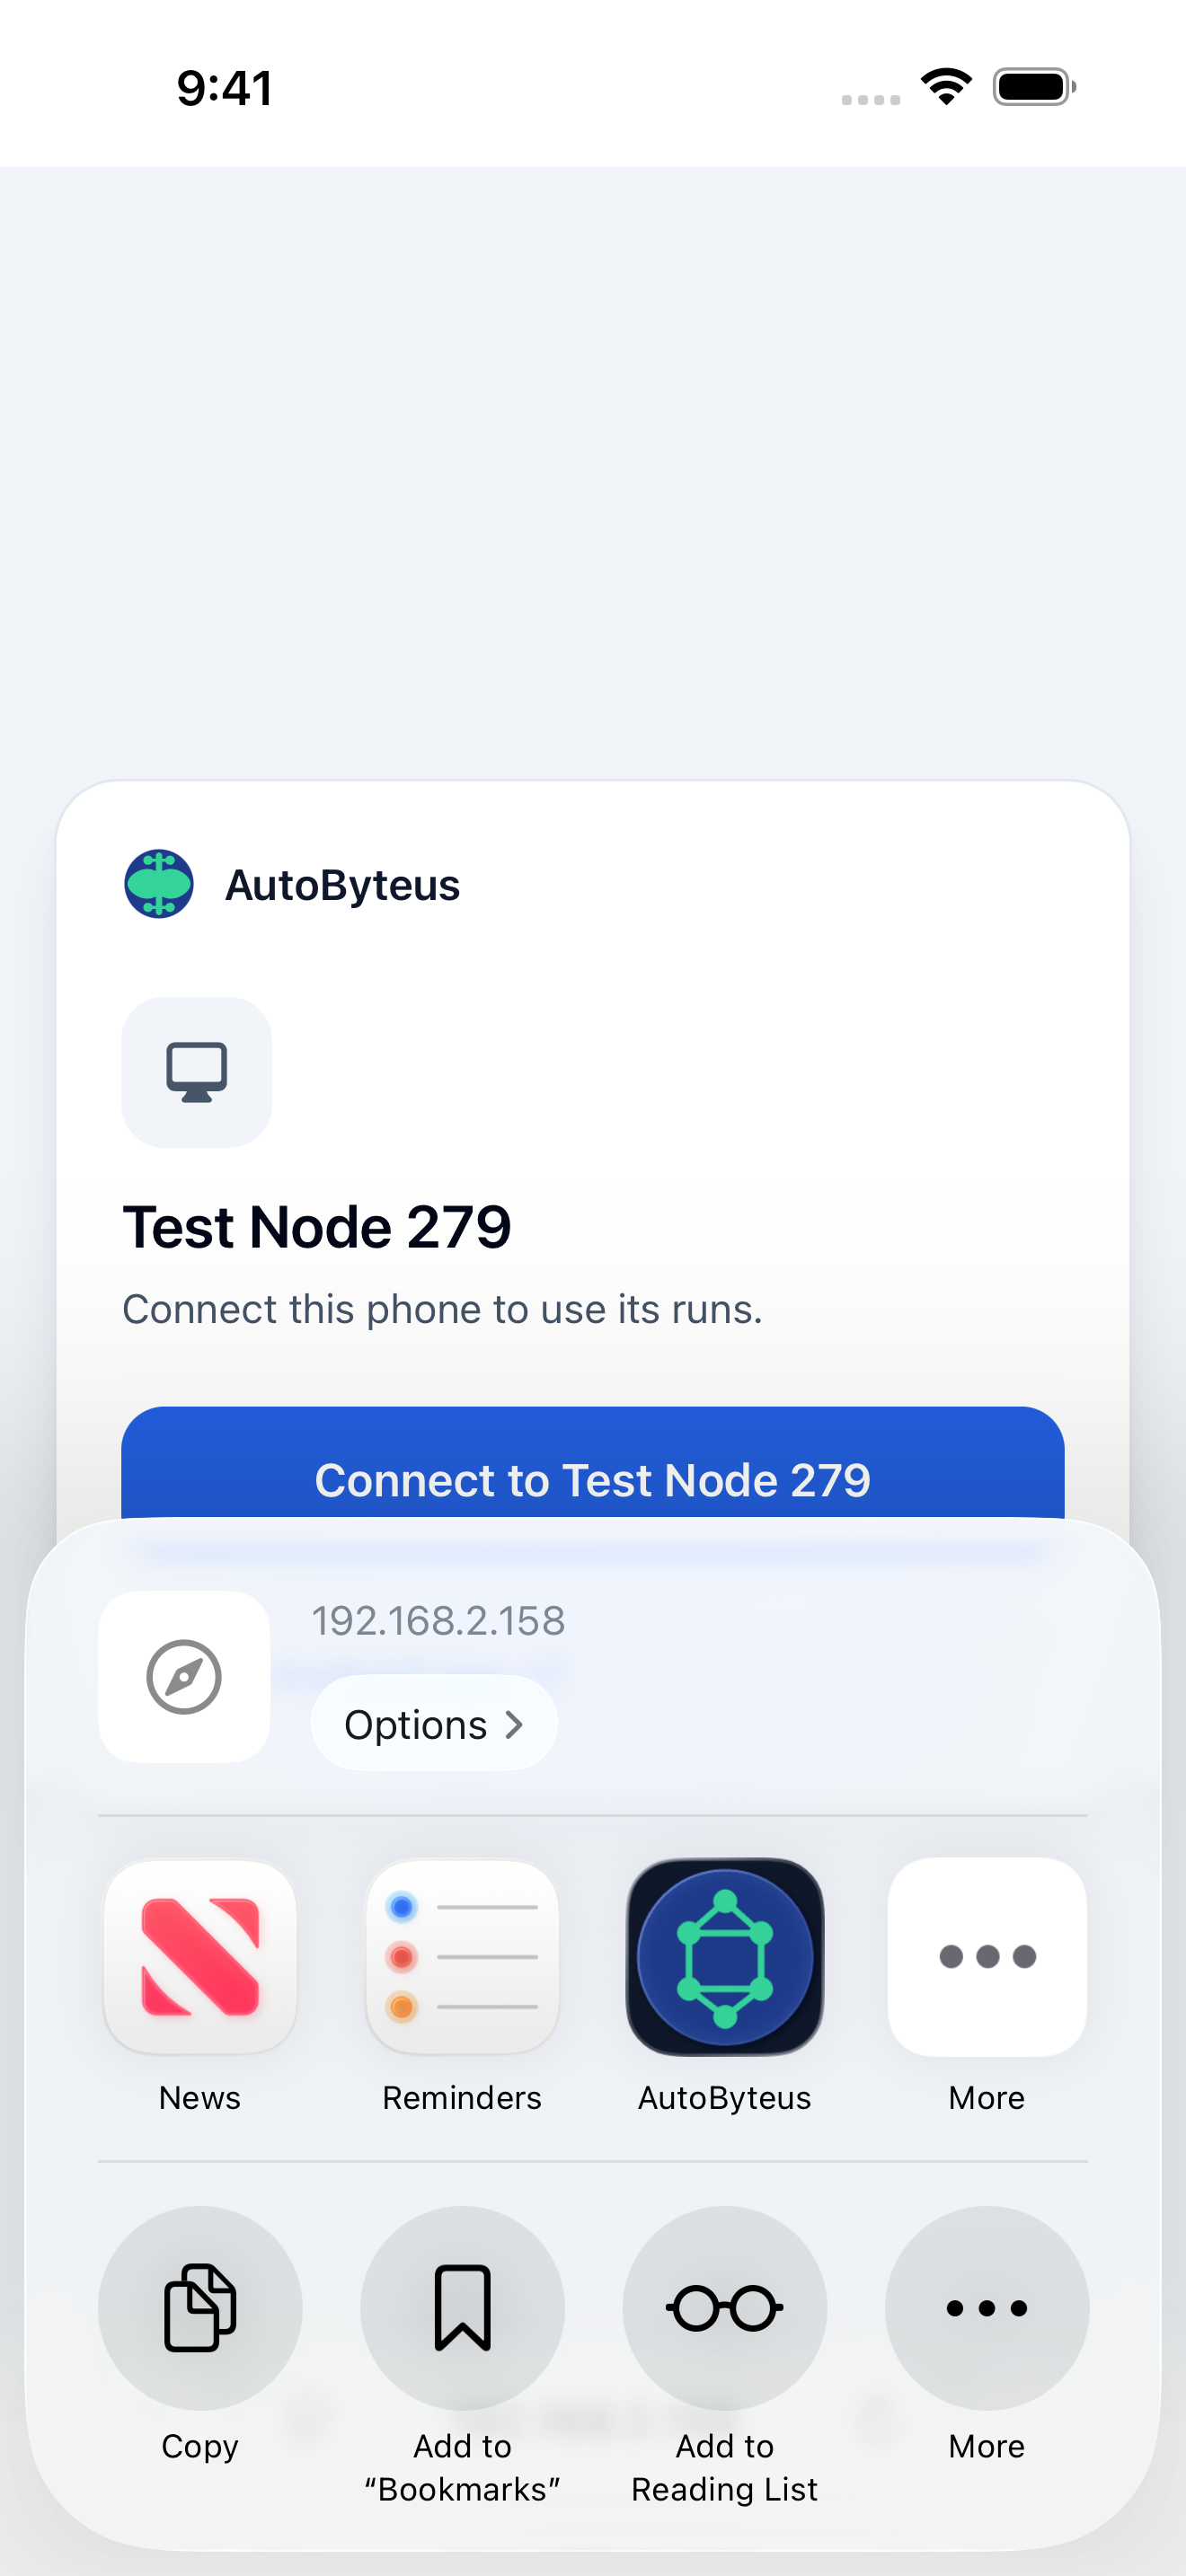 9:41
AutoByteus
Test Node 279
Connect this phone to use its runs.
Connect to Test Node 279
192.168.2.158
Options
News
Reminders
AutoByteus
More
Copy
Add to
“Bookmarks”
Add to
Reading List
More